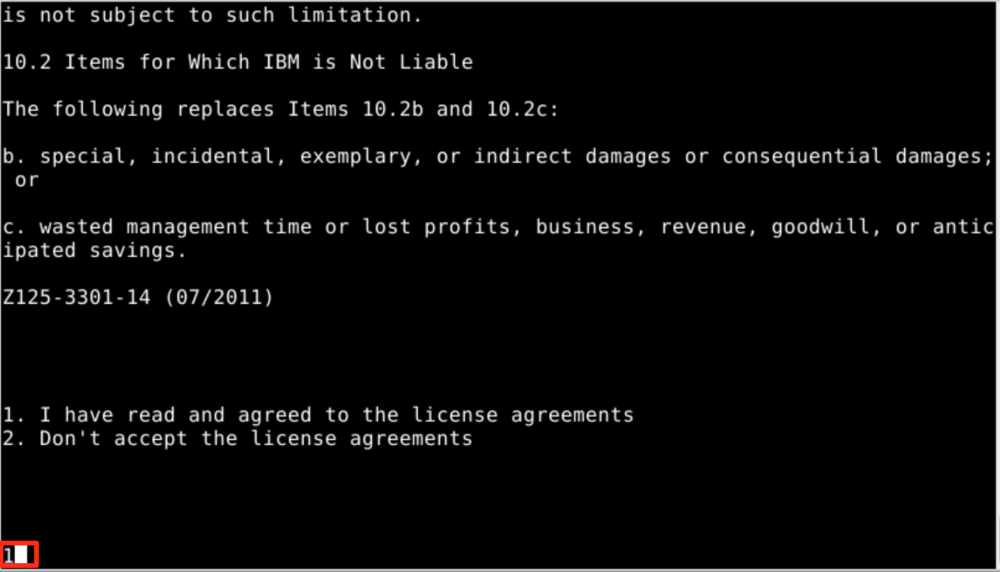 is not subject to such limitation.
10.2 Items for Which IBM is Not Liable
The following replaces Items 10.2b and 10.2c:
b. special, incidental, exemplary, or indirect damages or consequential damages;
 or
c. wasted management time or lost profits, business, revenue, goodwill, or antic
ipated savings.
Z125-3301-14 (07/2011)
1. I have read and agreed to the license agreements
2. Don't accept the license agreements
1